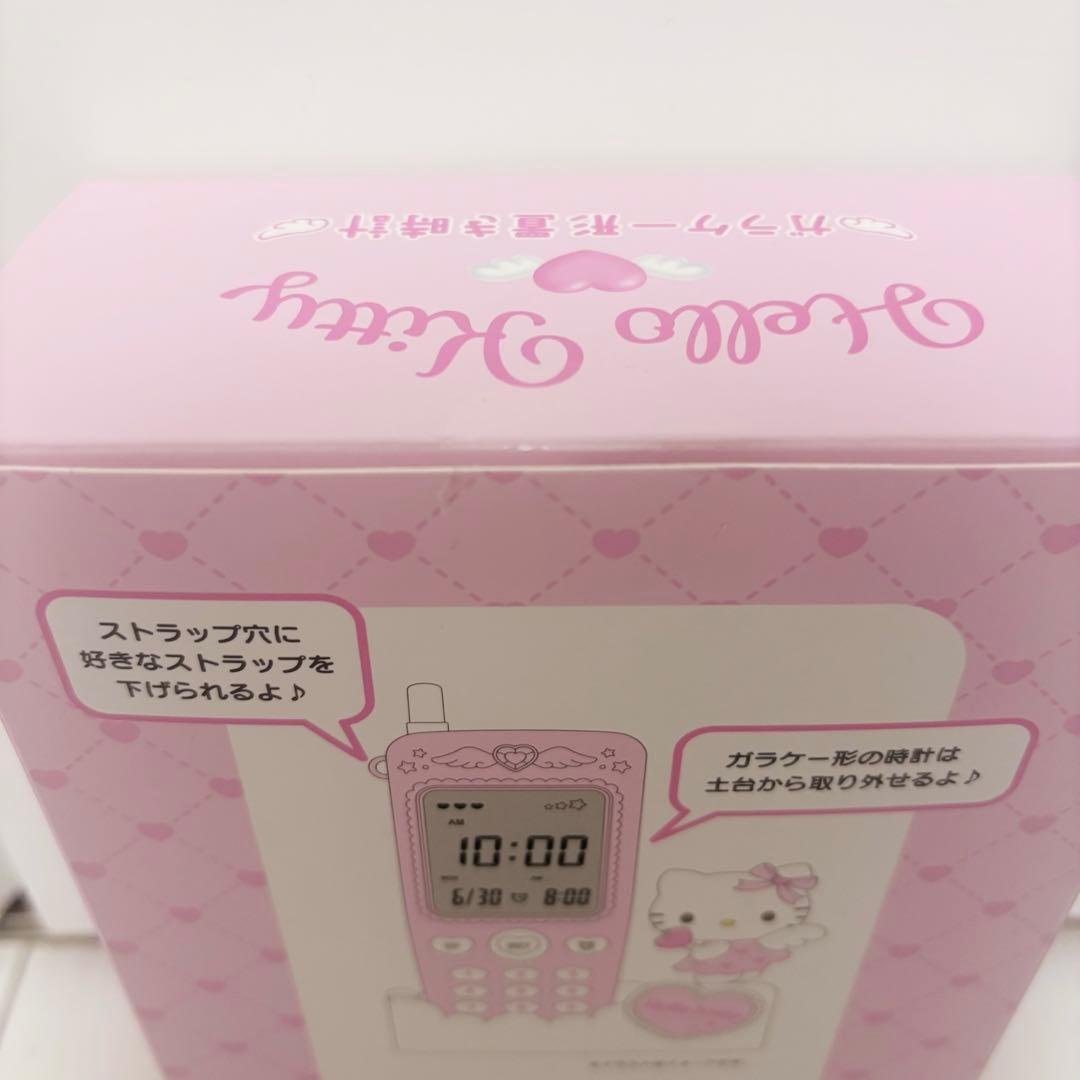 Hello Kitty
ガラケー形置き時計
ストラップ穴に
好きなストラップを
下げられるよ♪
ガラケー形の時計は
土台から取り外せるよ♪
AM
10:00
6/30 8:00